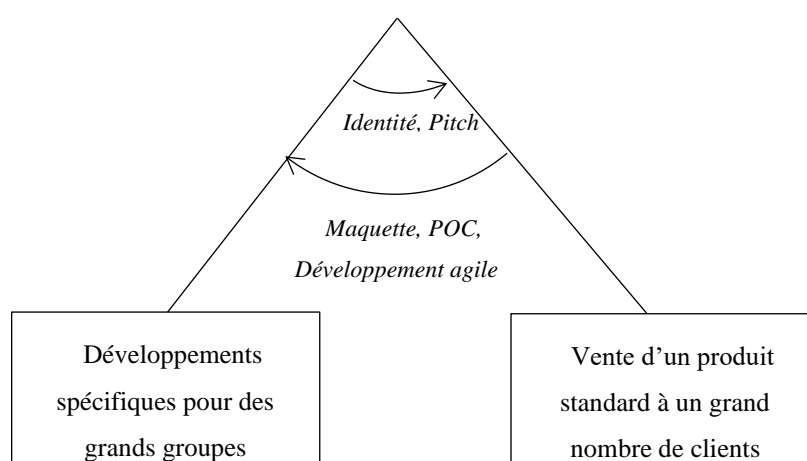 Identité, Pitch
Maquette, POC,
Développement agile
Développements
spécifiques pour des
grands groupes
Vente d’un produit
standard à un grand
nombre de clients